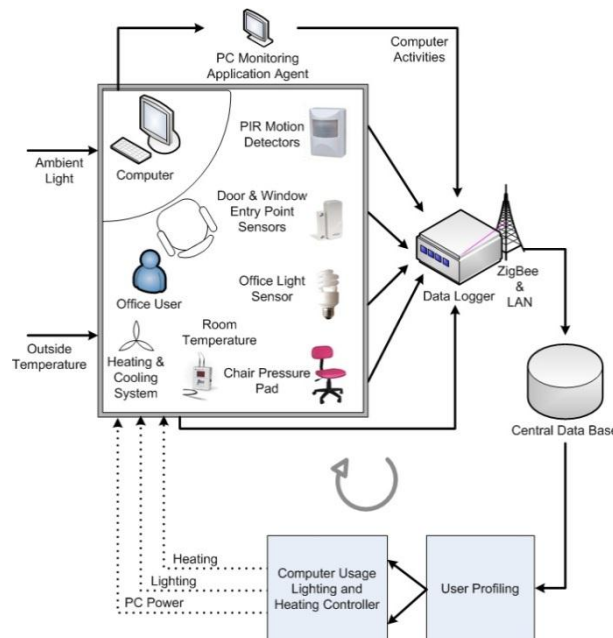 PC Monitoring
Application Agent
Computer
Activities
Ambient
Light
Computer
PIR Motion
Detectors
Door & Window
Entry Point
Sensors
Office User
Office Light
Sensor
Data Logger
ZigBee
&
LAN
Outside
Temperature
Heating &
Cooling
System
Room
Temperature
Chair Pressure
Pad
Central Data Base
Heating
Lighting
PC Power
Computer Usage
Lighting and
Heating Controller
User Profiling